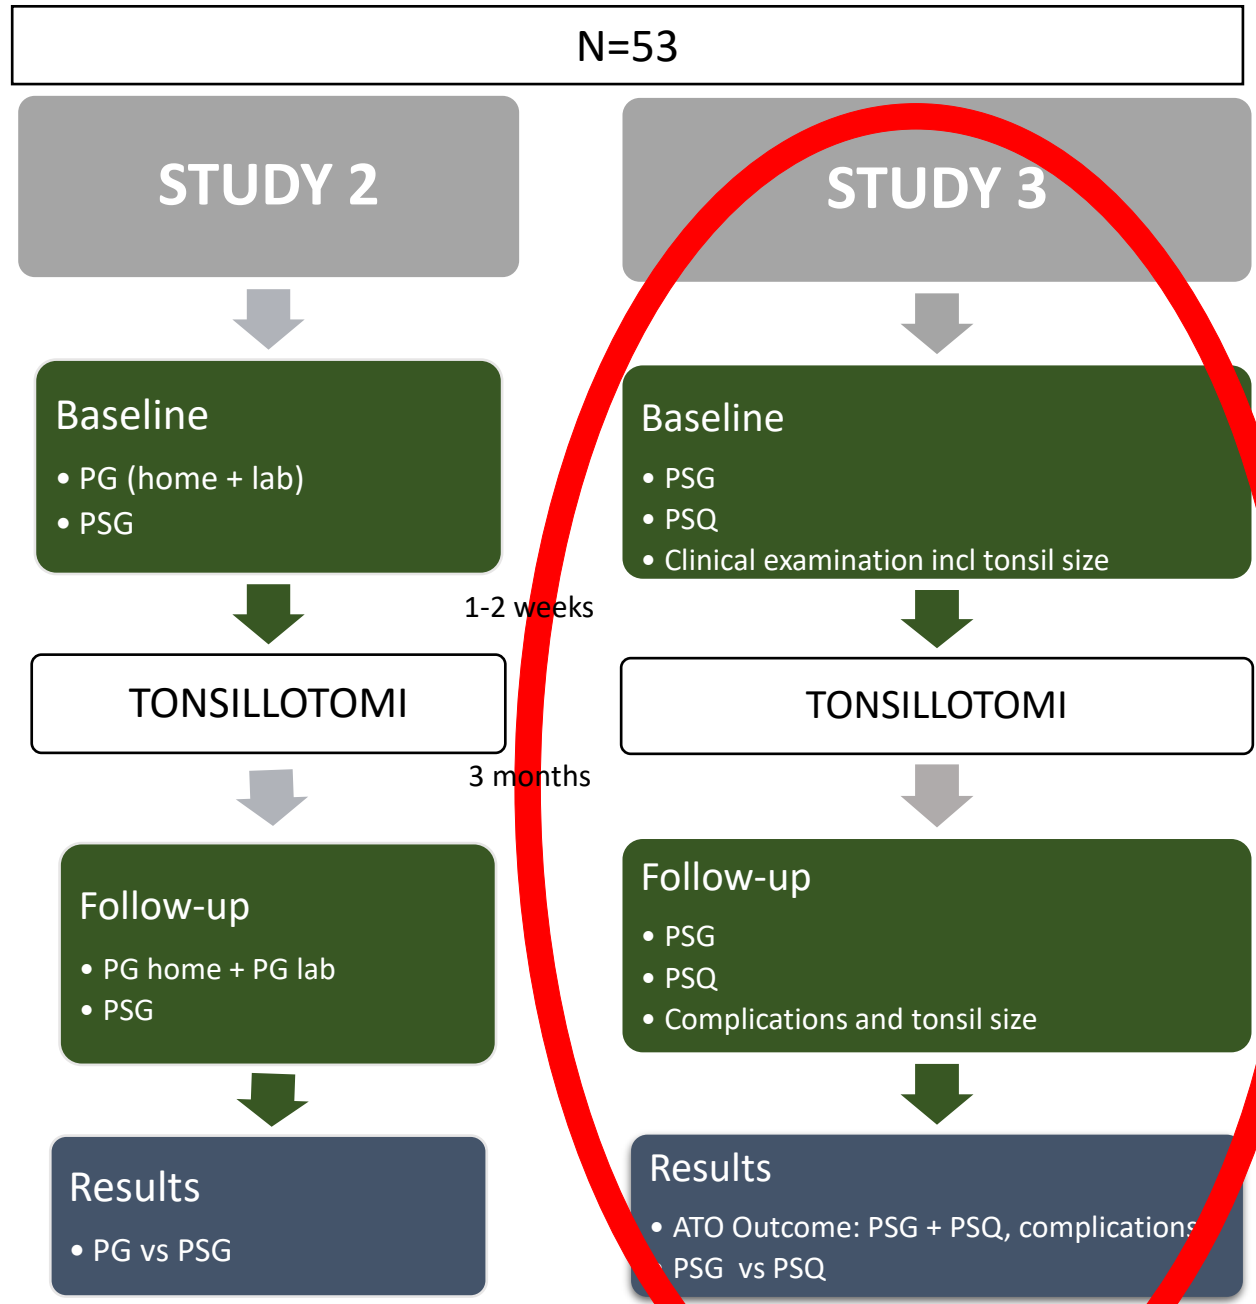 N=53
STUDY 2
Baseline
• PG (home + lab)
• PSG
TONSILLOTOMI
Follow-up
• PG home + PG lab
• PSG
Results
• PG vs PSG
1-2 weeks
3 months
STUDY 3
Baseline
• PSG
• PSQ
• Clinical examination incl tonsil size
TONSILLOTOMI
Follow-up
• PSG
• PSQ
• Complications and tonsil size
Results
• ATO Outcome: PSG + PSQ, complications
• PSG vs PSQ